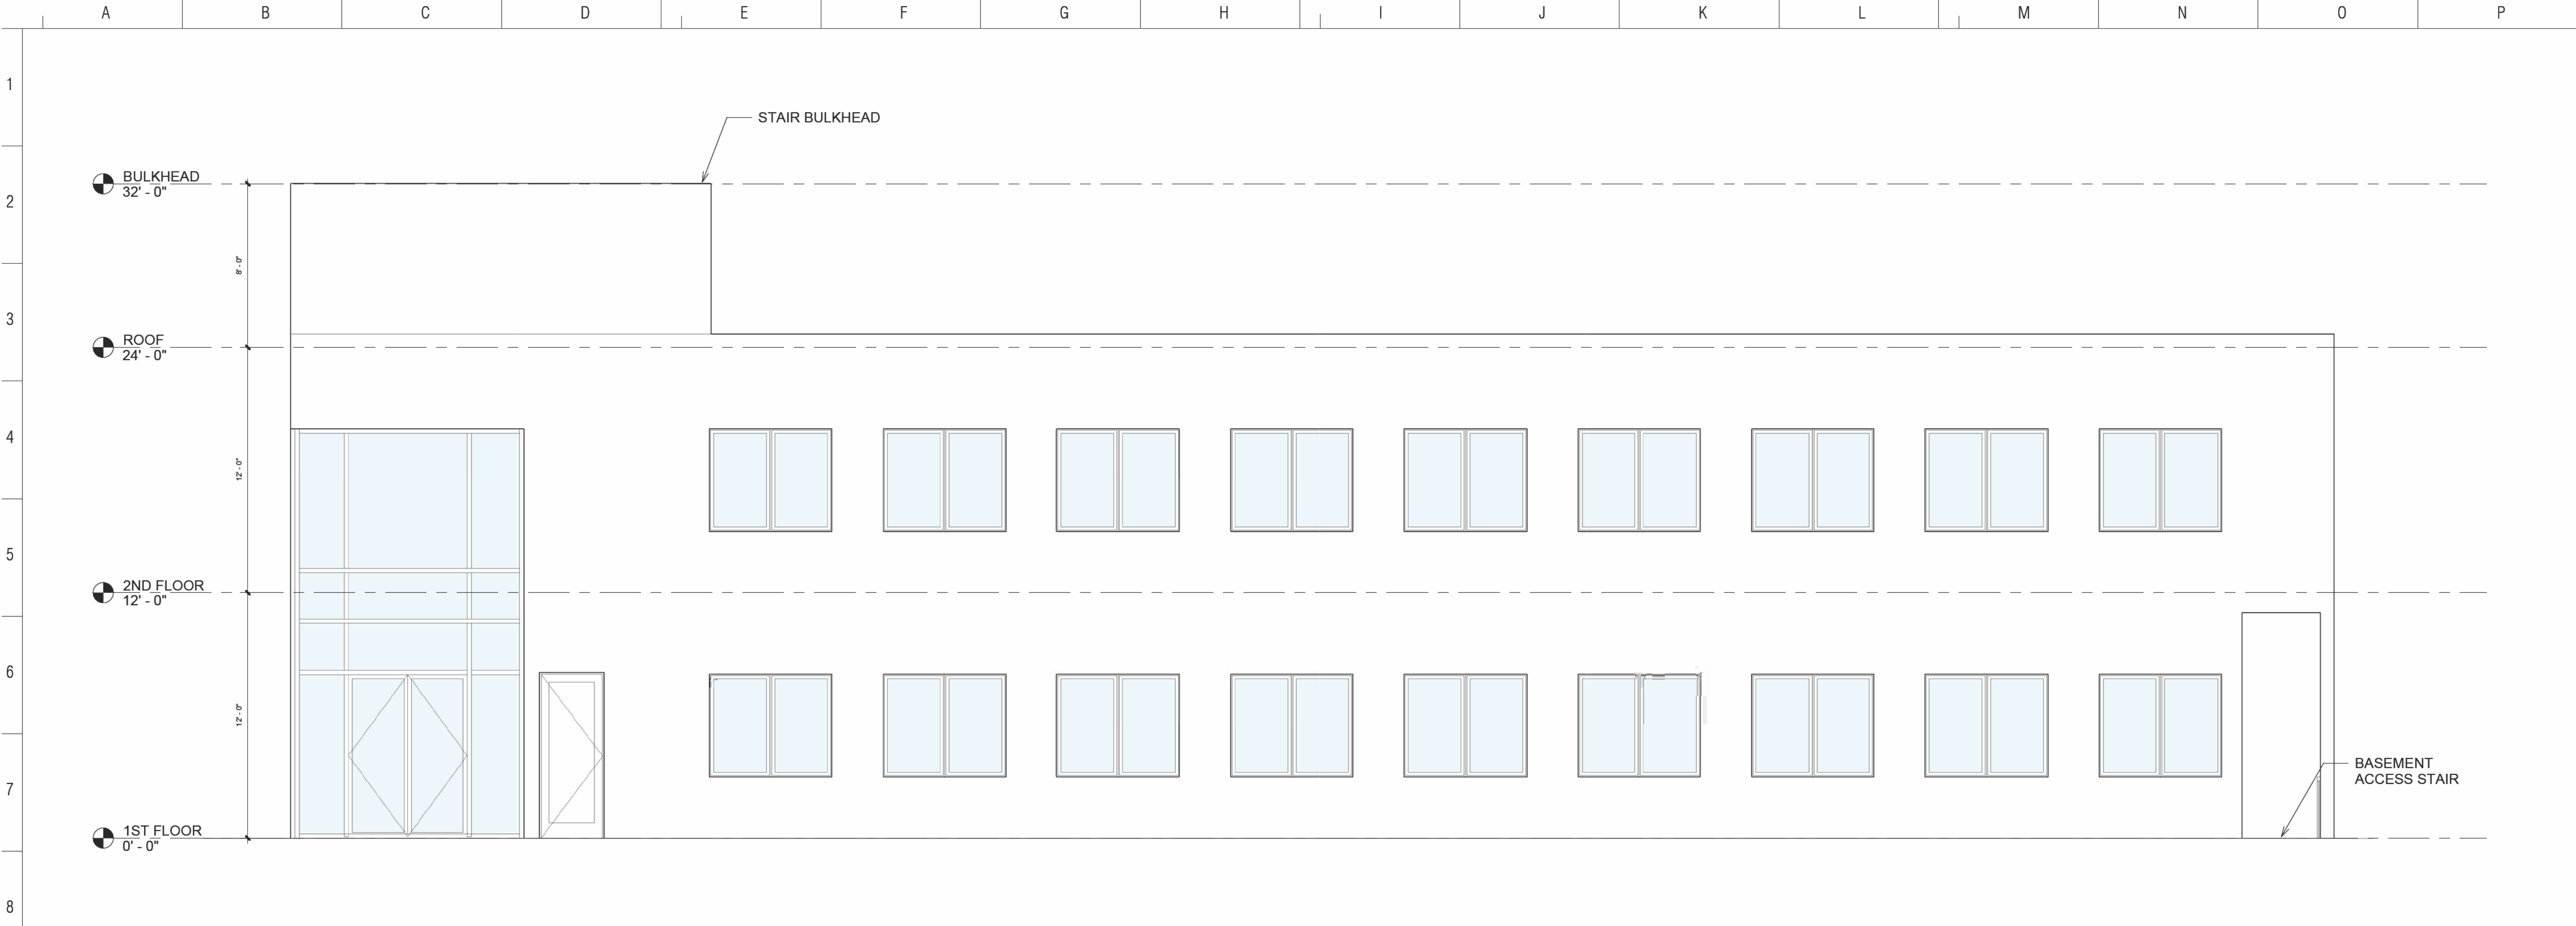 A B C D E F G H I J K L M N O P
1
STAIR BULKHEAD
BULKHEAD
32' - 0"
2
8' - 0"
3
ROOF
24' - 0"
4
12' - 0"
5
2ND FLOOR
12' - 0"
6
12' - 0"
BASEMENT
ACCESS STAIR
7
1ST FLOOR
0' - 0"
8